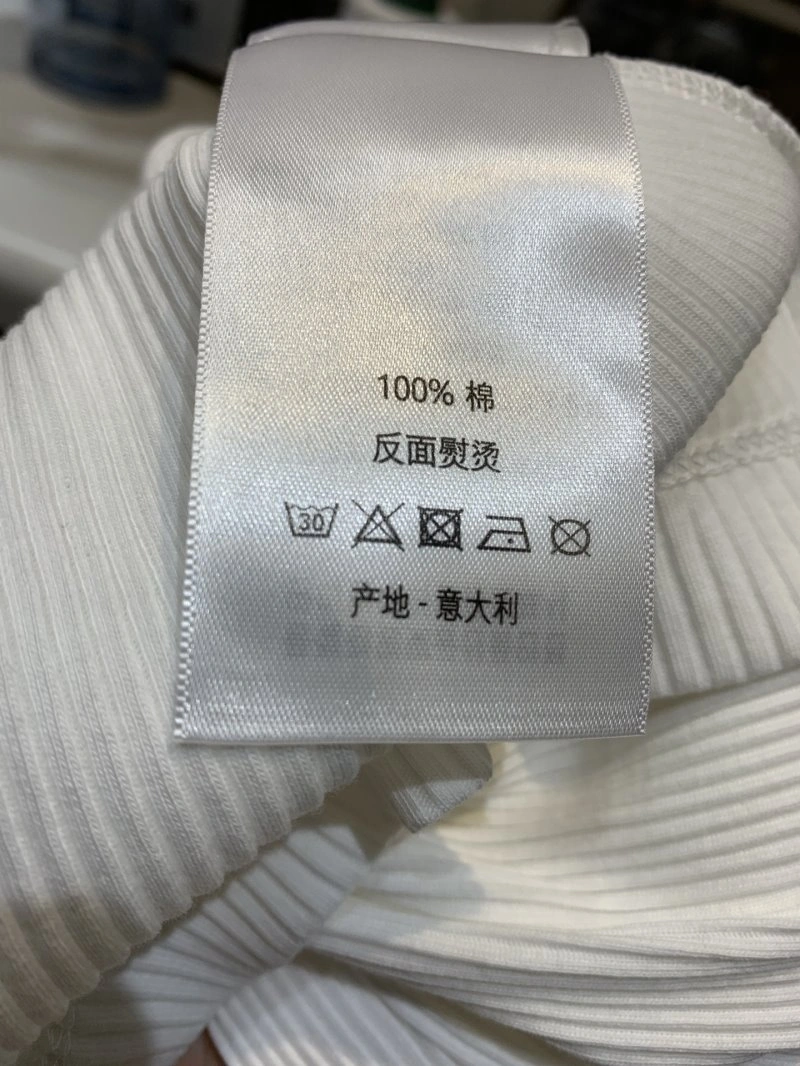 100% 棉
反面熨烫
30
产地 - 意大利